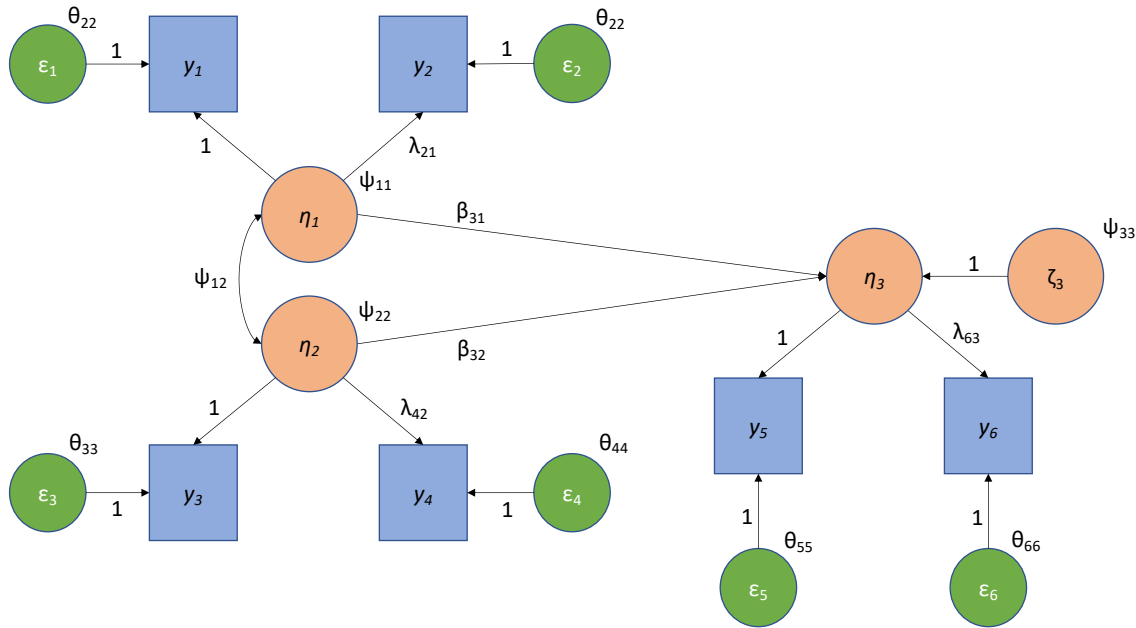 θ₂₂
θ₂₂
ε₁
1
y₁
y₂
1
ε₂
1
λ₂₁
ψ₁₁
η₁
β₃₁
ψ₃₃
ψ₁₂
η₃
1
ζ₃
ψ₂₂
η₂
β₃₂
1
λ₆₃
1
λ₄₂
y₅
y₆
θ₃₃
θ₄₄
ε₃
1
y₃
y₄
1
ε₄
1
1
θ₅₅
θ₆₆
ε₅
ε₆